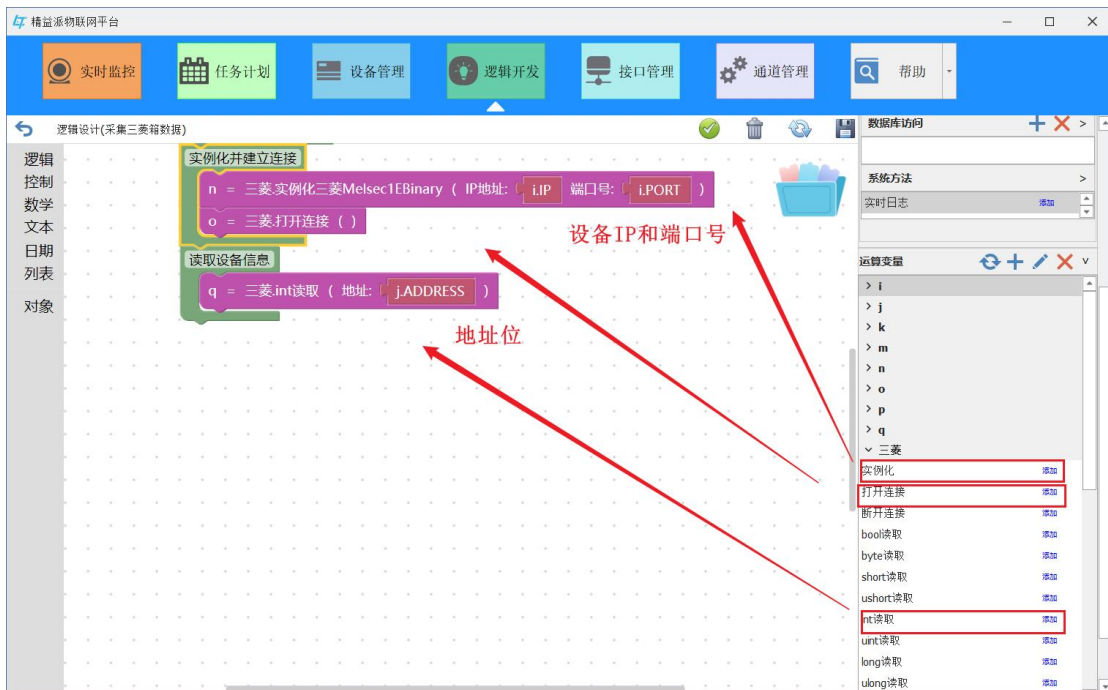 精益派物联网平台
实时监控
任务计划
设备管理
逻辑开发
接口管理
通道管理
帮助
逻辑设计(采集三菱箱数据)
数据库访问
逻辑
控制
数学
文本
日期
列表
对象
实例化并建立连接
n = 三菱.实例化三菱Melsec1EBinary ( IP地址: i.IP 端口号: i.PORT )
o = 三菱.打开连接 ( )
读取设备信息
q = 三菱.int读取 ( 地址: j.ADDRESS )
设备IP和端口号
地址位
系统方法
实时日志 添加
运算变量
i
j
k
m
n
o
p
q
三菱
实例化 添加
打开连接 添加
断开连接 添加
bool读取 添加
byte读取 添加
short读取 添加
ushort读取 添加
int读取 添加
uint读取 添加
long读取 添加
ulong读取 添加